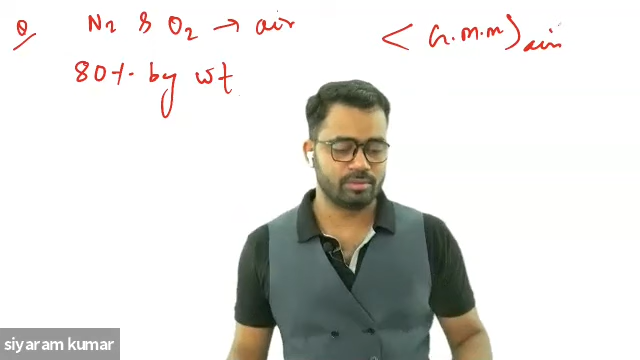 Q N2 & O2 → air
80% by wt
< G.M.M>air
siyaram kumar